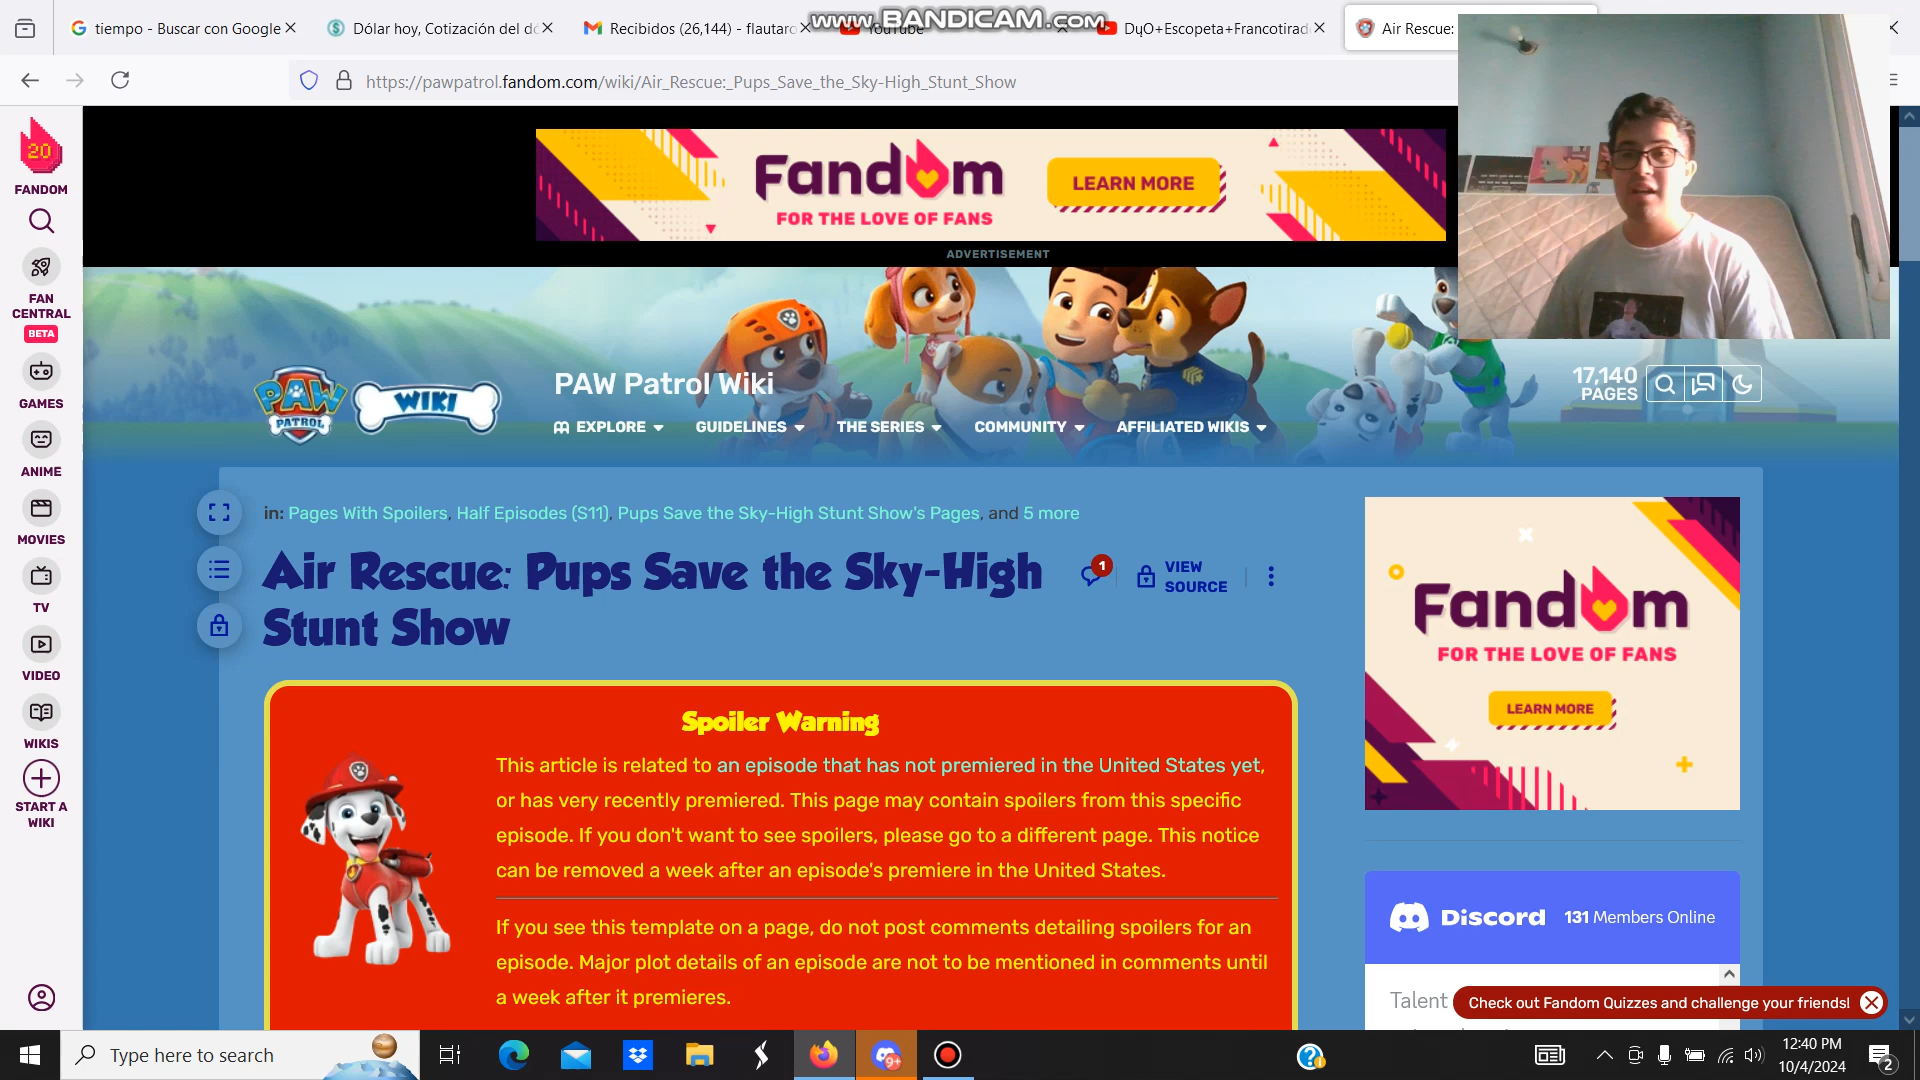 www.BANDICAM.com
tiempo - Buscar con Google
Dólar hoy, Cotización del dó
Recibidos (26,144) - flautaro
YouTube
DyO+Escopeta+Francotirad
Air Rescue:
https://pawpatrol.fandom.com/wiki/Air_Rescue:_Pups_Save_the_Sky-High_Stunt_Show
20
FANDOM
FAN
CENTRAL
BETA
GAMES
ANIME
MOVIES
TV
VIDEO
WIKIS
START A
WIKI
Fandom
FOR THE LOVE OF FANS
LEARN MORE
ADVERTISEMENT
PAW
PATROL
WIKI
PAW Patrol Wiki
EXPLORE
GUIDELINES
THE SERIES
COMMUNITY
AFFILIATED WIKIS
17,140
PAGES
in: Pages With Spoilers, Half Episodes (S11), Pups Save the Sky-High Stunt Show's Pages, and 5 more
Air Rescue: Pups Save the Sky-High
Stunt Show
1
VIEW
SOURCE
Spoiler Warning
This article is related to an episode that has not premiered in the United States yet,
or has very recently premiered. This page may contain spoilers from this specific
episode. If you don't want to see spoilers, please go to a different page. This notice
can be removed a week after an episode's premiere in the United States.
If you see this template on a page, do not post comments detailing spoilers for an
episode. Major plot details of an episode are not to be mentioned in comments until
a week after it premieres.
Fandom
FOR THE LOVE OF FANS
LEARN MORE
Discord
131 Members Online
Talent
Check out Fandom Quizzes and challenge your friends!
Type here to search
9+
12:40 PM
10/4/2024
2